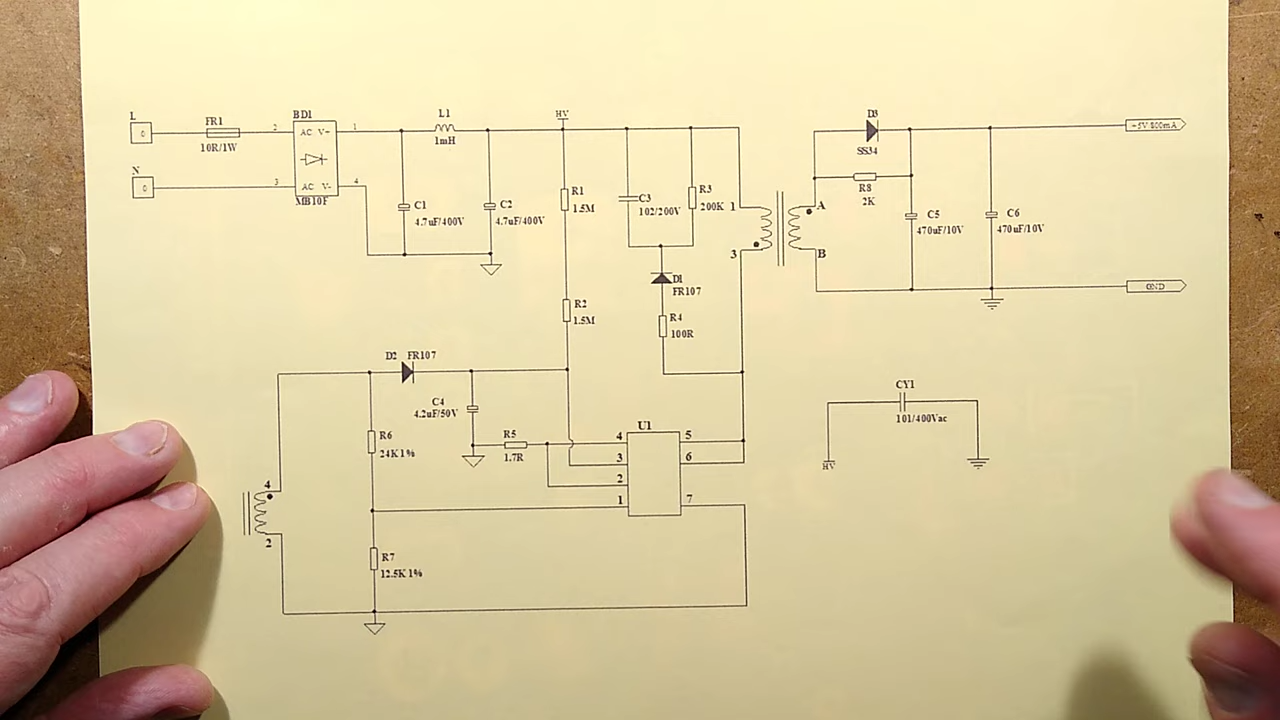 L
0
FR1
10R/1W
2
BD1
AC V-
AC V-
MB10F
1
4
N
0
3
L1
1mH
C1
4.7uF/400V
C2
4.7uF/400V
HV
R1
1.5M
R2
1.5M
C3
102/200V
R3
200K
D1
FR107
R4
100R
1
3
A
B
D3
SS34
R8
2K
C5
470uF/10V
C6
470uF/10V
+5V 800mA
GND
D2 FR107
C4
4.2uF/50V
R5
1.7R
R6
24K1%
R7
12.5K1%
4
2
U1
4
3
2
1
5
6
7
CY1
101/400Vac
HV